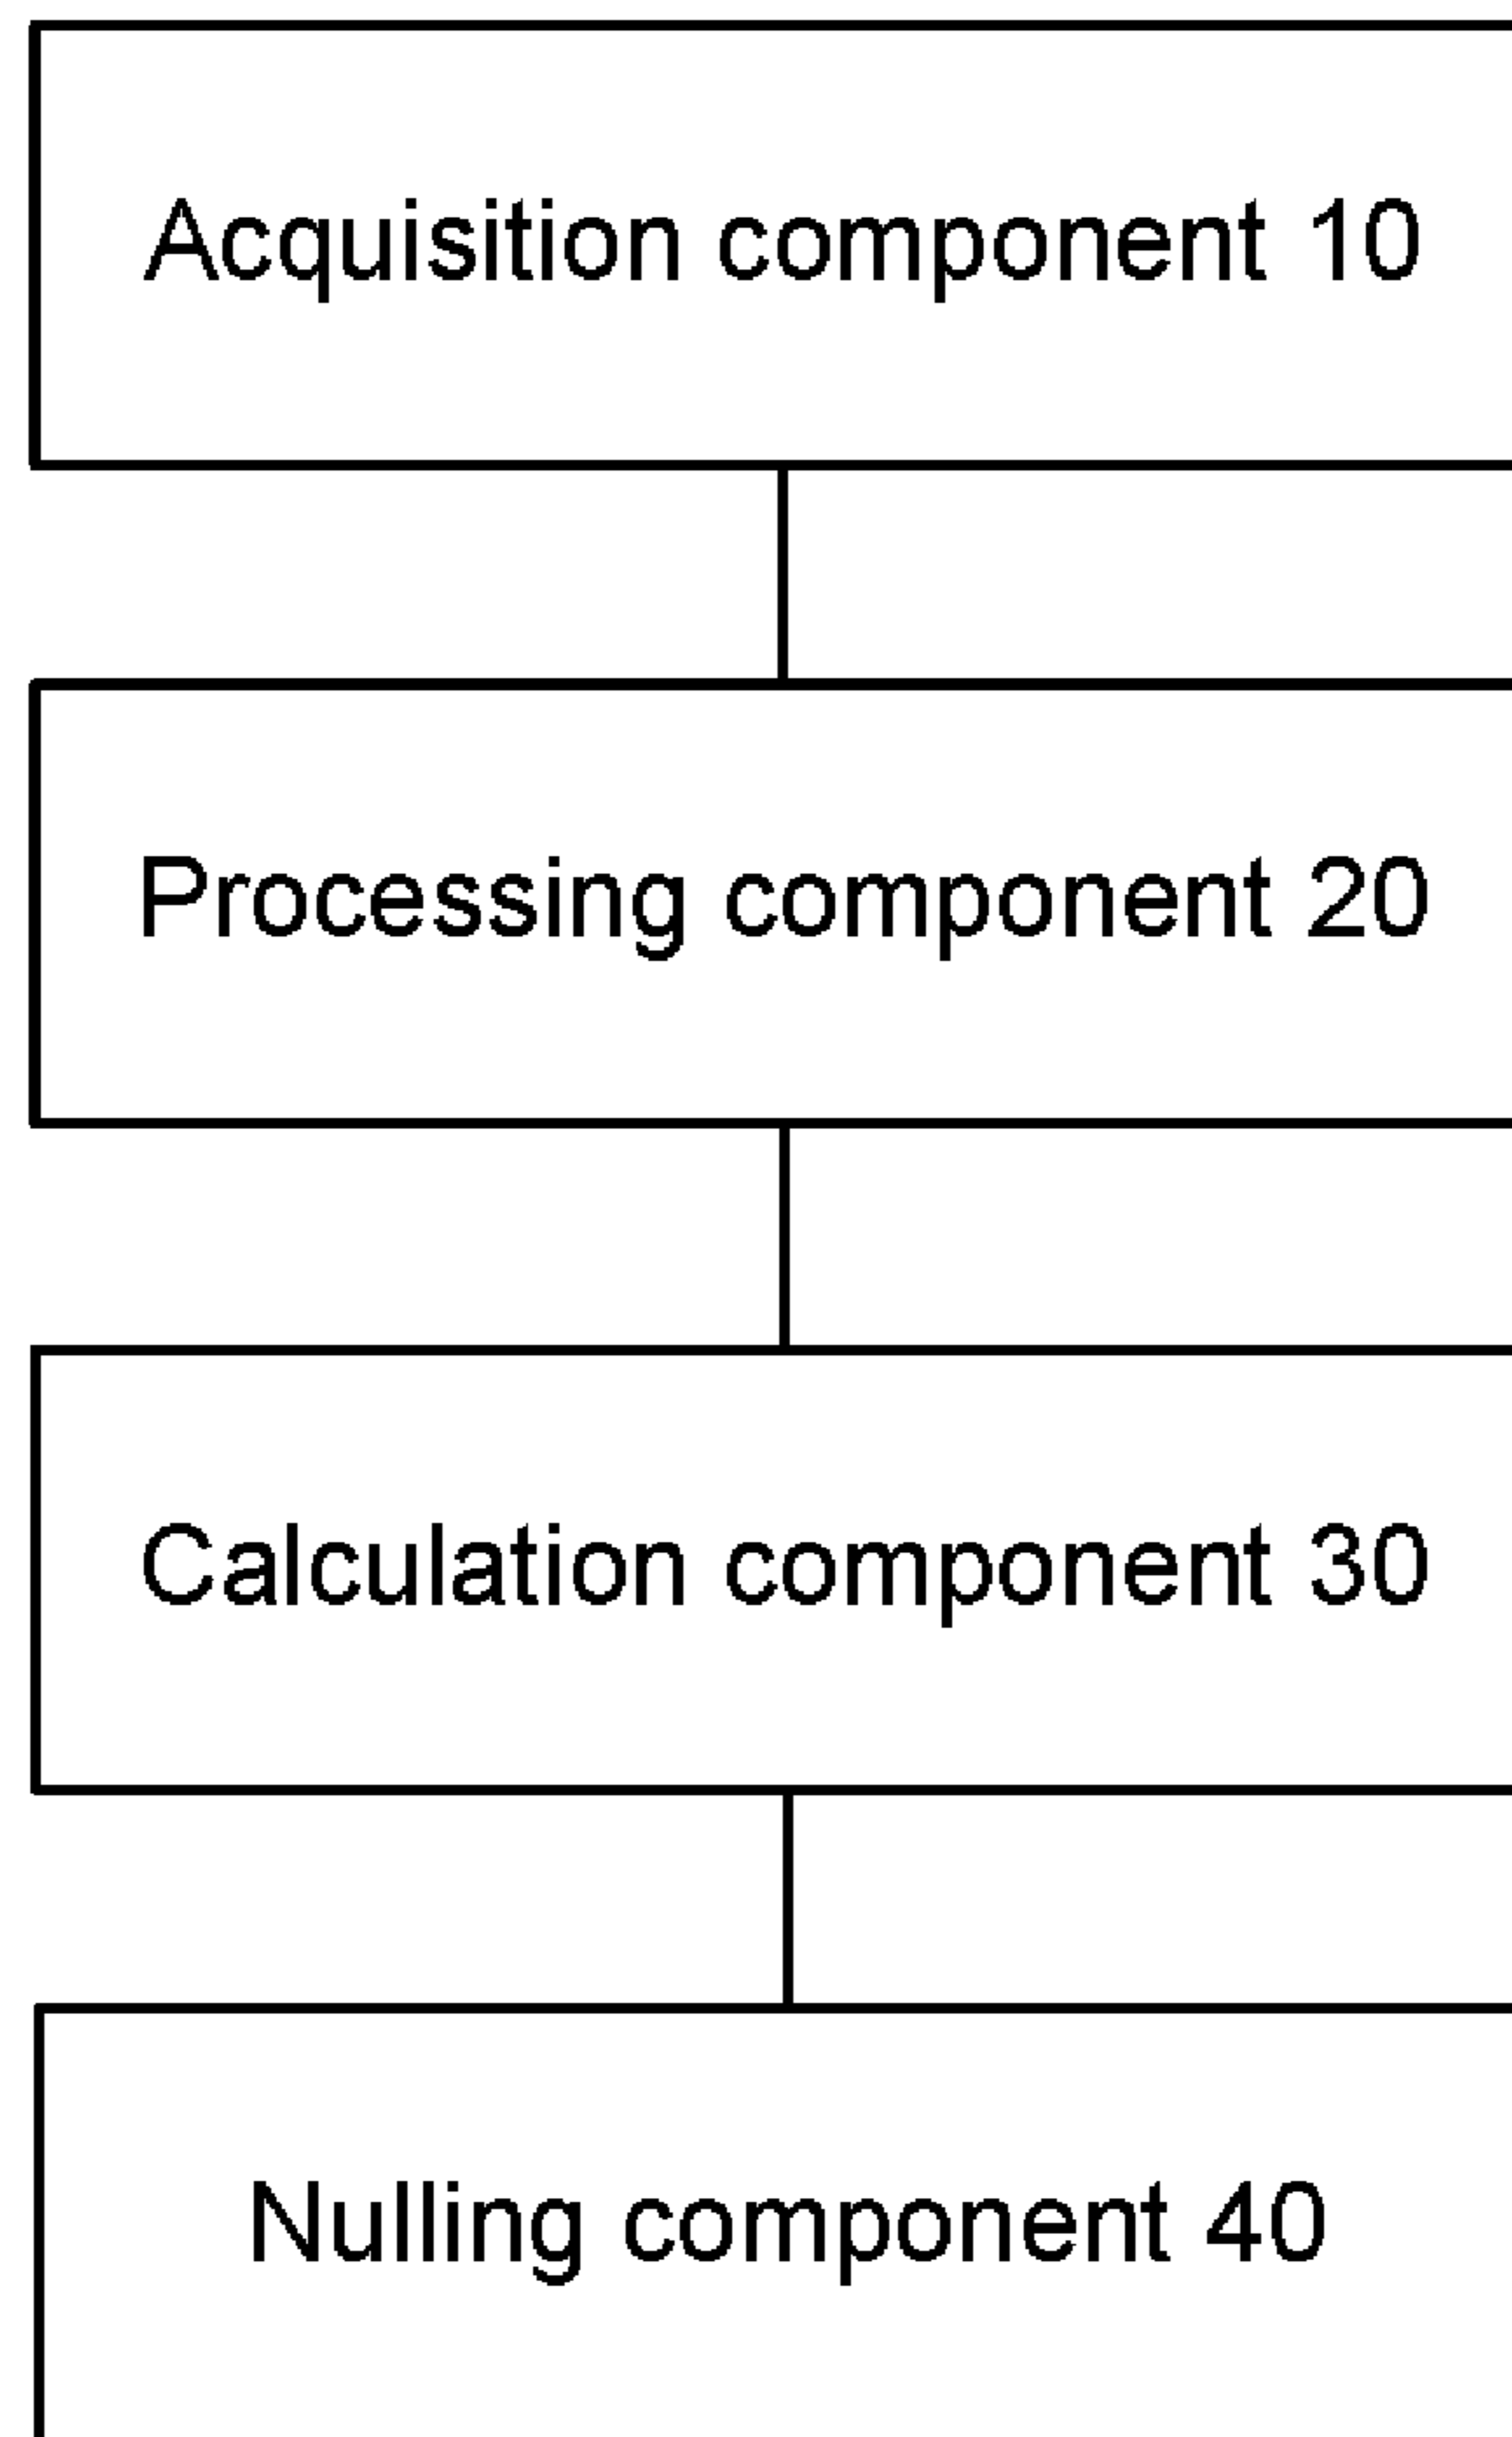 Acquisition component 10
Processing component 20
Calculation component 30
Nulling component 40